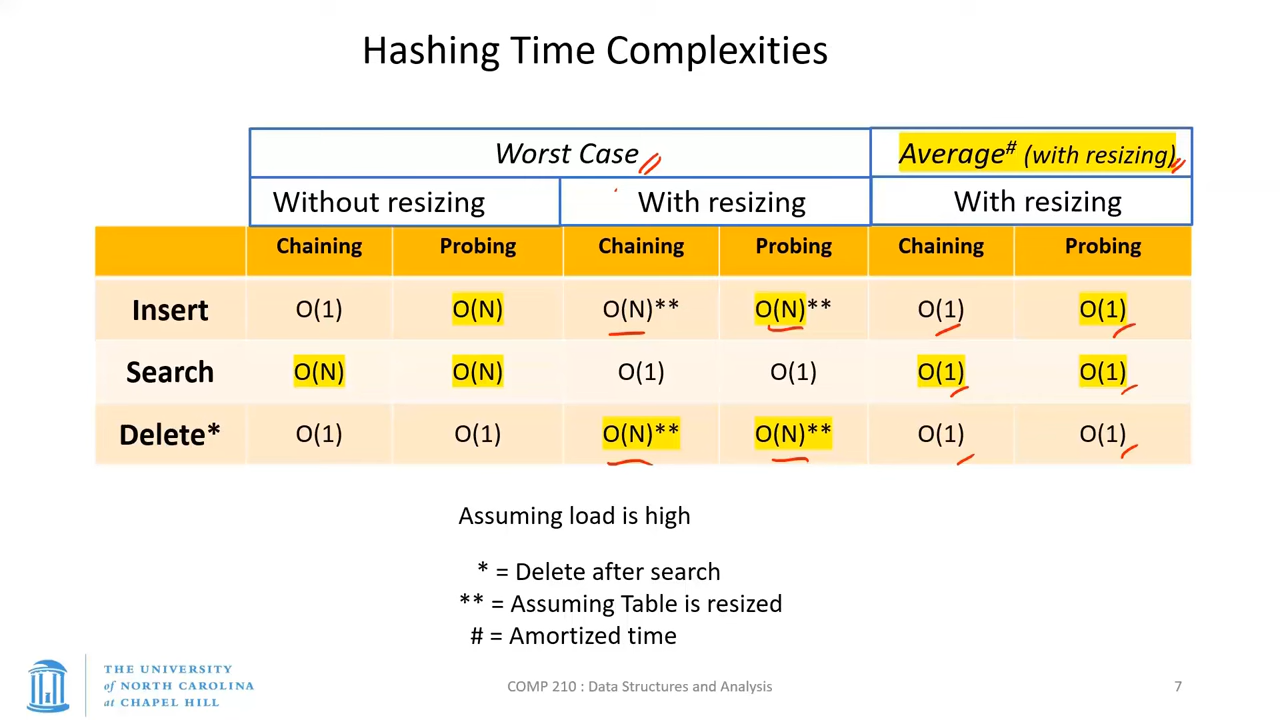 Hashing Time Complexities
Worst Case Average# (with resizing)
Without resizing With resizing With resizing
Chaining Probing Chaining Probing Chaining Probing
Insert O(1) O(N) O(N)** O(N)** O(1) O(1)
Search O(N) O(N) O(1) O(1) O(1) O(1)
Delete* O(1) O(1) O(N)** O(N)** O(1) O(1)
Assuming load is high
* = Delete after search
** = Assuming Table is resized
# = Amortized time
THE UNIVERSITY
of NORTH CAROLINA
at CHAPEL HILL
COMP 210 : Data Structures and Analysis
7